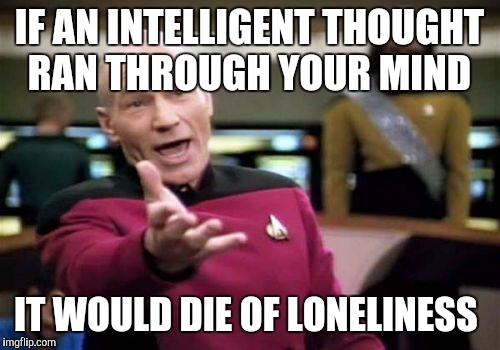 IF AN INTELLIGENT THOUGHT
RAN THROUGH YOUR MIND
IT WOULD DIE OF LONELINESS
imgflip.com